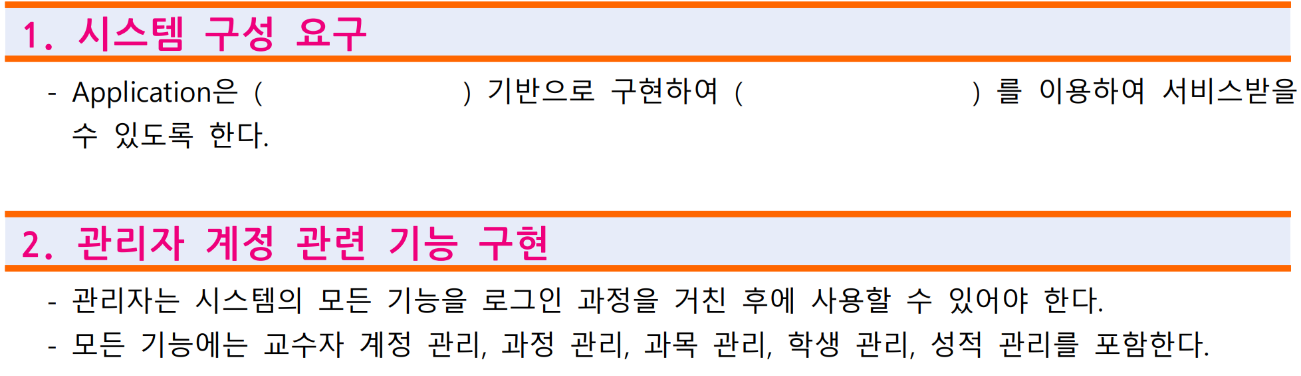 1. 시스템 구성 요구
- Application은 ( ) 기반으로 구현하여 ( ) 를 이용하여 서비스받을
수 있도록 한다.
2. 관리자 계정 관련 기능 구현
- 관리자는 시스템의 모든 기능을 로그인 과정을 거친 후에 사용할 수 있어야 한다.
- 모든 기능에는 교수자 계정 관리, 과정 관리, 과목 관리, 학생 관리, 성적 관리를 포함한다.